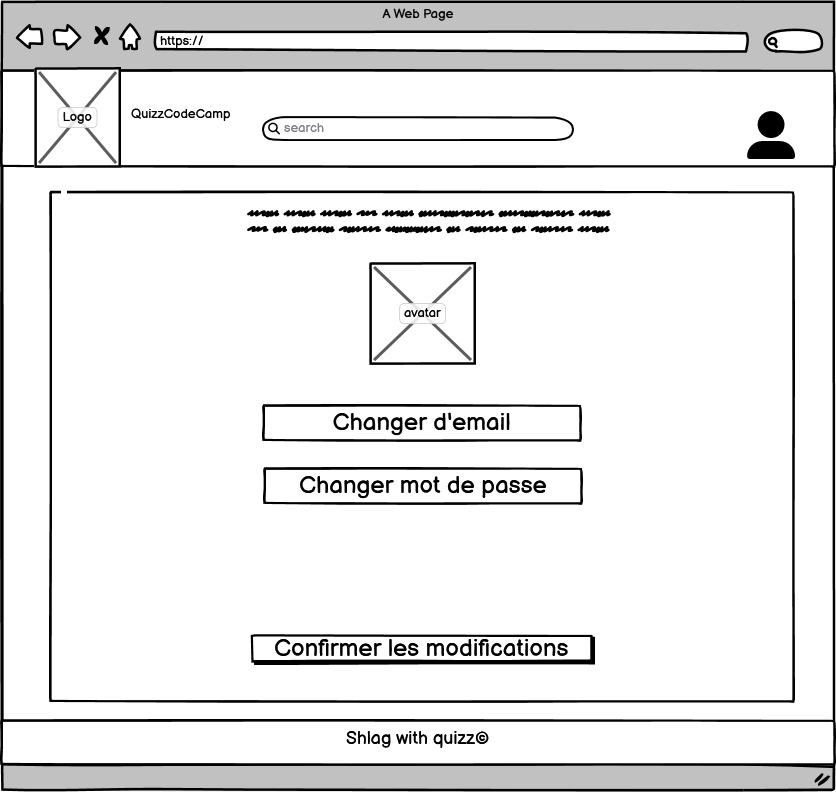 A Web Page
https://
Logo
QuizzCodeCamp
search
avatar
Changer d'email
Changer mot de passe
Confirmer les modifications
Shlag with quizz©